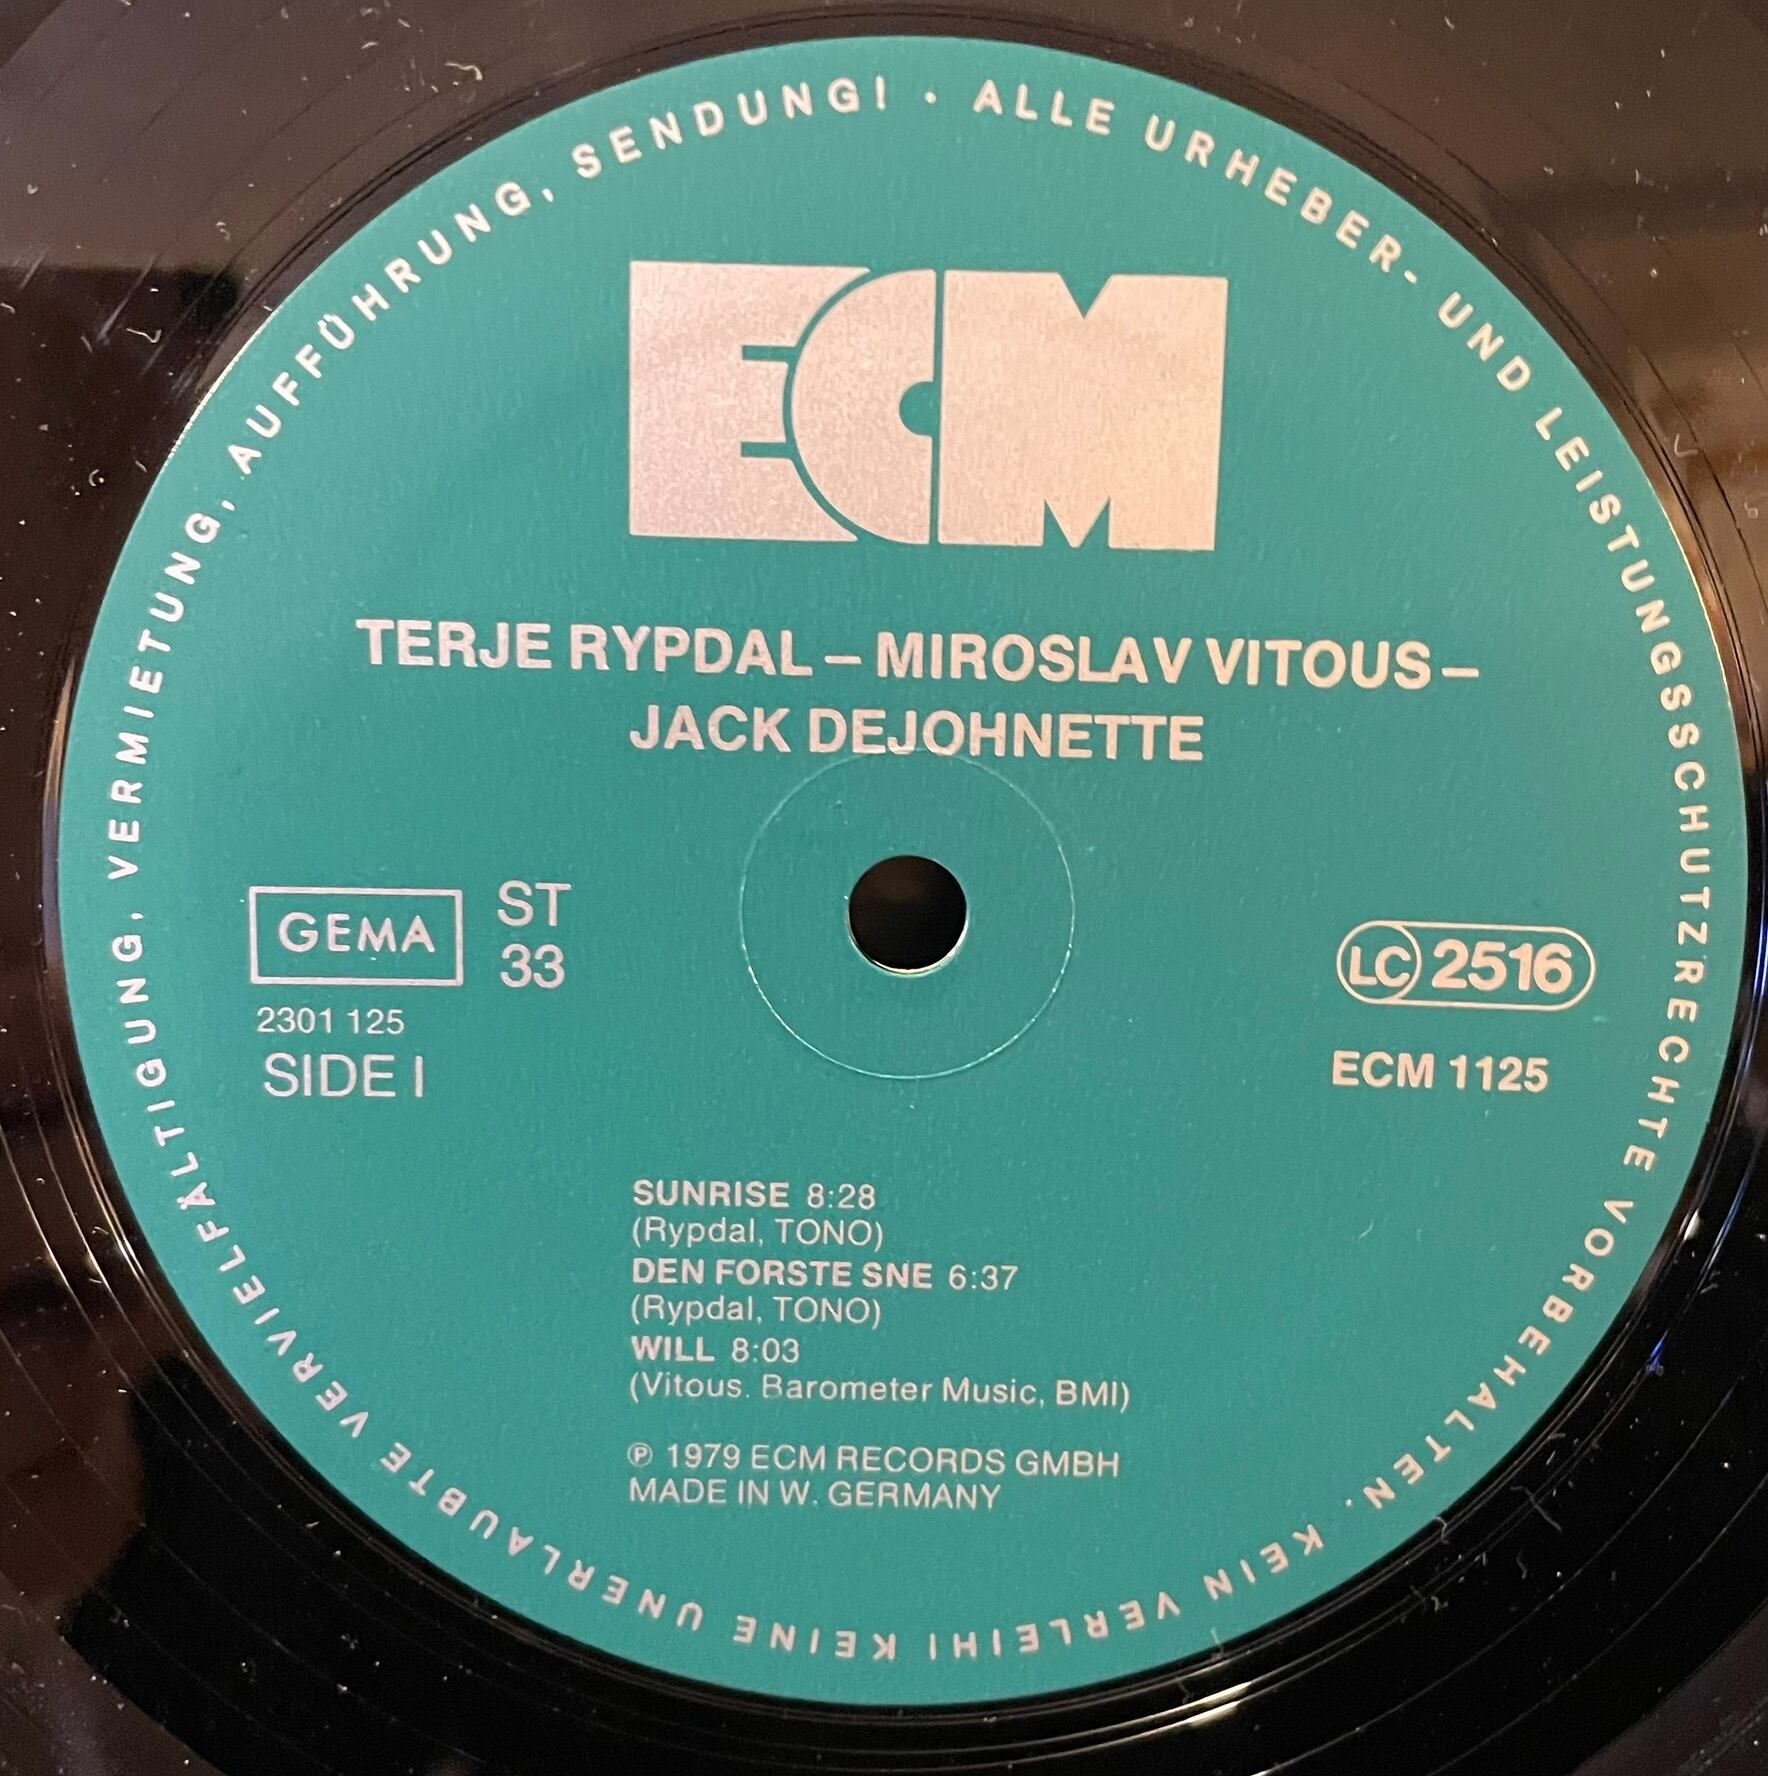 ALLE URHEBER- UND LEISTUNGSSCHUTZRECHTE VORBEHALTEN. KEIN VERLEIH! KEINE UNERLAUBTE VERVIELFÄLTIGUNG, VERMIETUNG, AUFFÜHRUNG, SENDUNG! ·
ECM
TERJE RYPDAL – MIROSLAV VITOUS –
JACK DEJOHNETTE
GEMA
ST
33
2301 125
SIDE I
LC 2516
ECM 1125
SUNRISE 8:28
(Rypdal, TONO)
DEN FORSTE SNE 6:37
(Rypdal, TONO)
WILL 8:03
(Vitous. Barometer Music, BMI)
℗ 1979 ECM RECORDS GMBH
MADE IN W. GERMANY